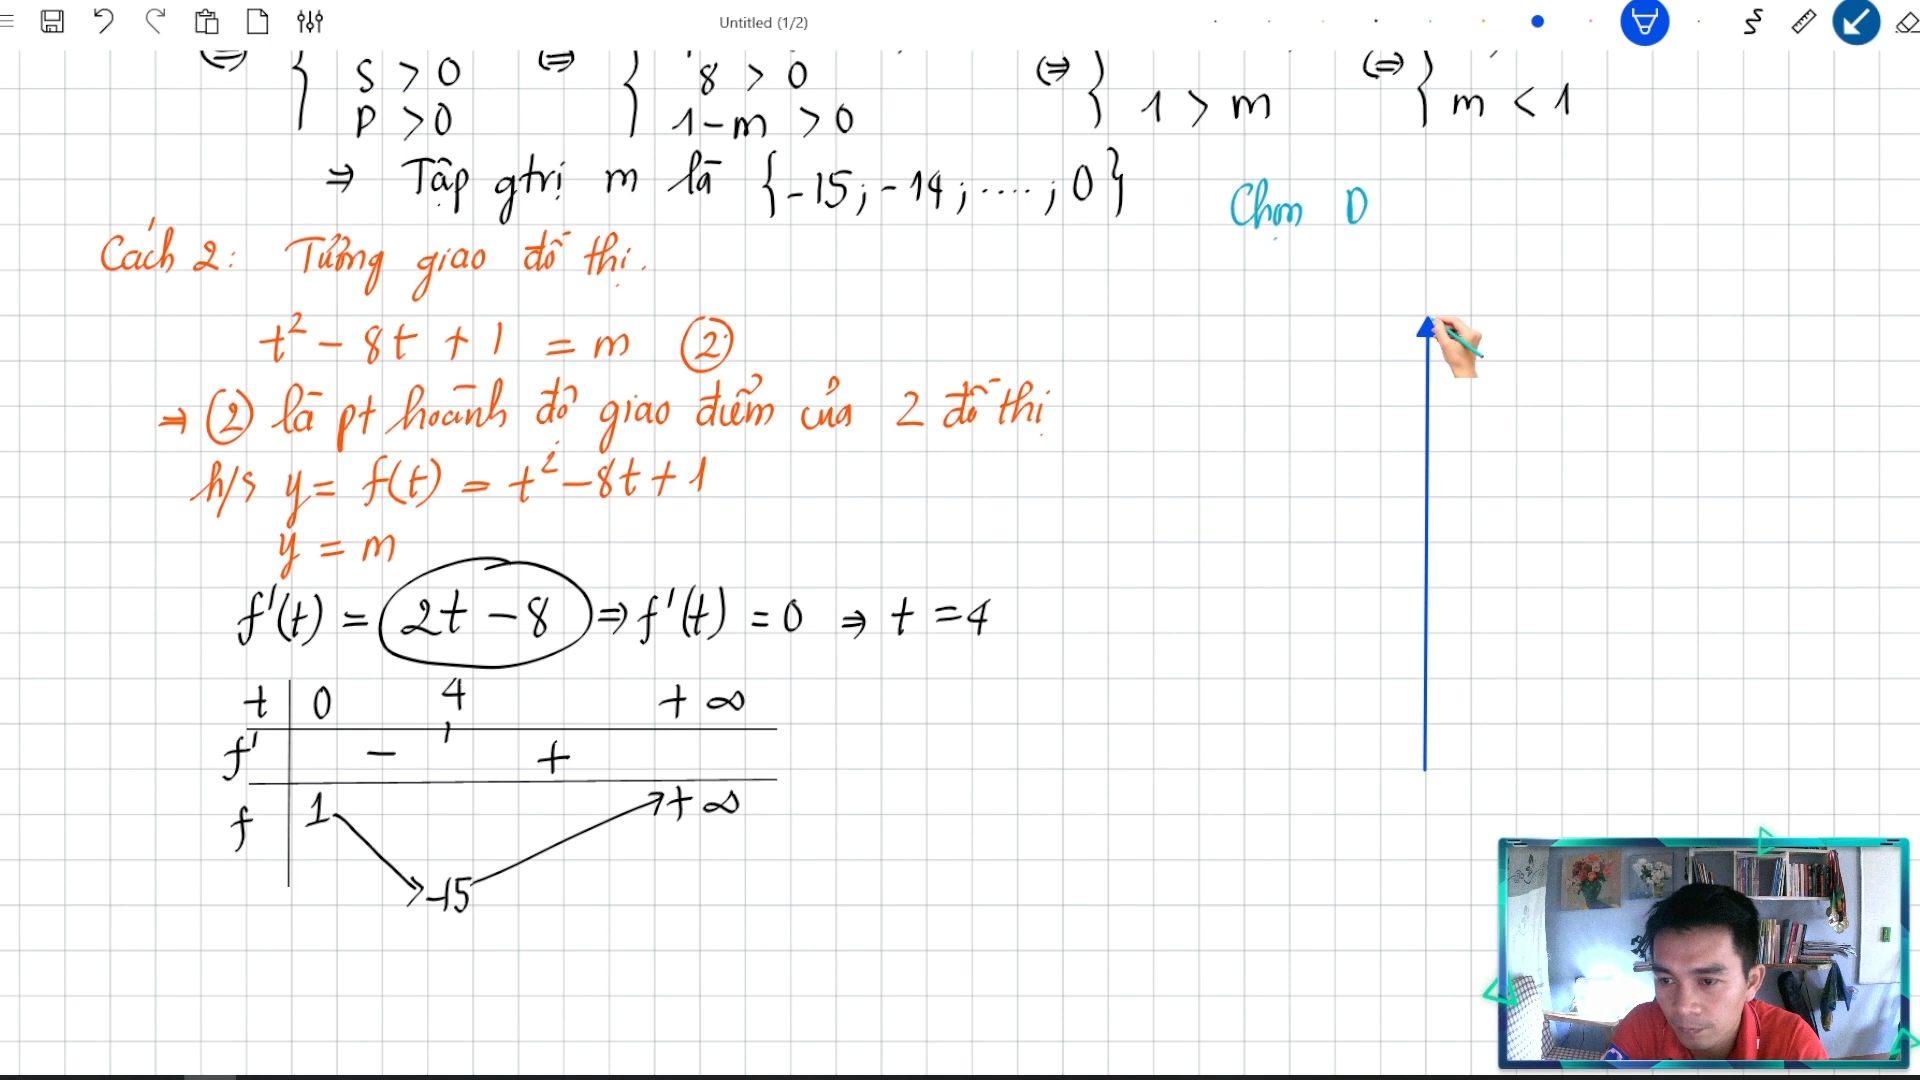 Untitled (1/2)
(=) { S > 0 (=) { 8 > 0 (=) { 1 > m (=) { m < 1
P > 0 1 - m > 0
⇒ Tập gtrị m là {-15; -14; ....; 0} Chọn D
Cách 2: Tương giao đồ thị.
t² - 8t + 1 = m (2)
⇒ (2) là pt hoành độ giao điểm của 2 đồ thị
h/s y = f(t) = t² - 8t + 1
y = m
f'(t) = 2t - 8 ⇒ f'(t) = 0 ⇒ t = 4
t 0 4 + ∞
f' - +
f 1 + ∞
-15